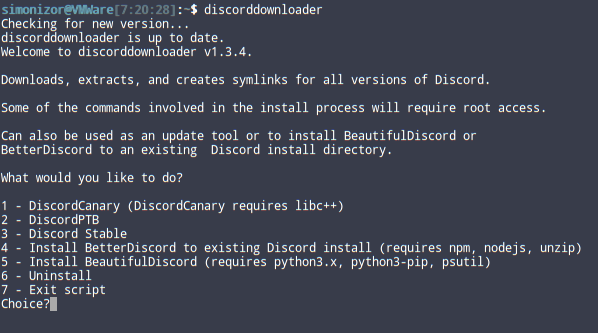 simonizor@VMWare[7:20:28]:~$ discorddownloader
Checking for new version...
discorddownloader is up to date.
Welcome to discorddownloader v1.3.4.
Downloads, extracts, and creates symlinks for all versions of Discord.
Some of the commands involved in the install process will require root access.
Can also be used as an update tool or to install BeautifulDiscord or
BetterDiscord to an existing  Discord install directory.
What would you like to do?
1 - DiscordCanary (DiscordCanary requires libc++)
2 - DiscordPTB
3 - Discord Stable
4 - Install BetterDiscord to existing Discord install (requires npm, nodejs, unzip)
5 - Install BeautifulDiscord (requires python3.x, python3-pip, psutil)
6 - Uninstall
7 - Exit script
Choice?